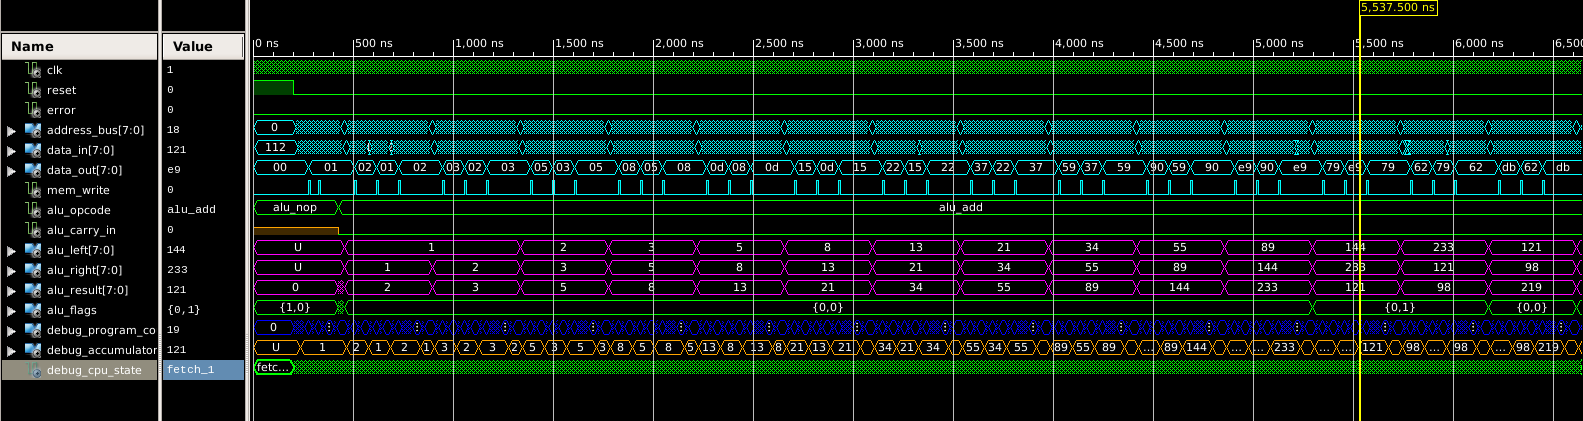 5,537.500 ns
Name Value 0 ns 500 ns 1,000 ns 1,500 ns 2,000 ns 2,500 ns 3,000 ns 3,500 ns 4,000 ns 4,500 ns 5,000 ns 5,500 ns 6,000 ns 6,500
clk 1
reset 0
error 0
address_bus[7:0] 18 0
data_in[7:0] 121 112
data_out[7:0] e9 00 01 02 01 02 03 02 03 05 03 05 08 05 08 0d 08 0d 15 0d 15 22 15 22 37 22 37 59 37 59 90 59 90 e9 90 e9 79 e9 79 62 79 62 db 62 db
mem_write 0
alu_opcode alu_add alu_nop alu_add
alu_carry_in 0
alu_left[7:0] 144 U 1 2 3 5 8 13 21 34 55 89 144 233 121
alu_right[7:0] 233 U 1 2 3 5 8 13 21 34 55 89 144 233 121 98
alu_result[7:0] 121 0 2 3 5 8 13 21 34 55 89 144 233 121 98 219
alu_flags {0,1} {1,0} {0,0} {0,1} {0,0}
debug_program_co 19 0
debug_accumulator 121 U 1 2 1 2 1 3 2 3 2 5 3 5 3 8 5 8 5 13 8 13 8 21 13 21 34 21 34 55 34 55 89 55 89 ... 89 144 ... ... 233 ... ... 121 98 ... 98 ... 98 219
debug_cpu_state fetch_1 fetc...